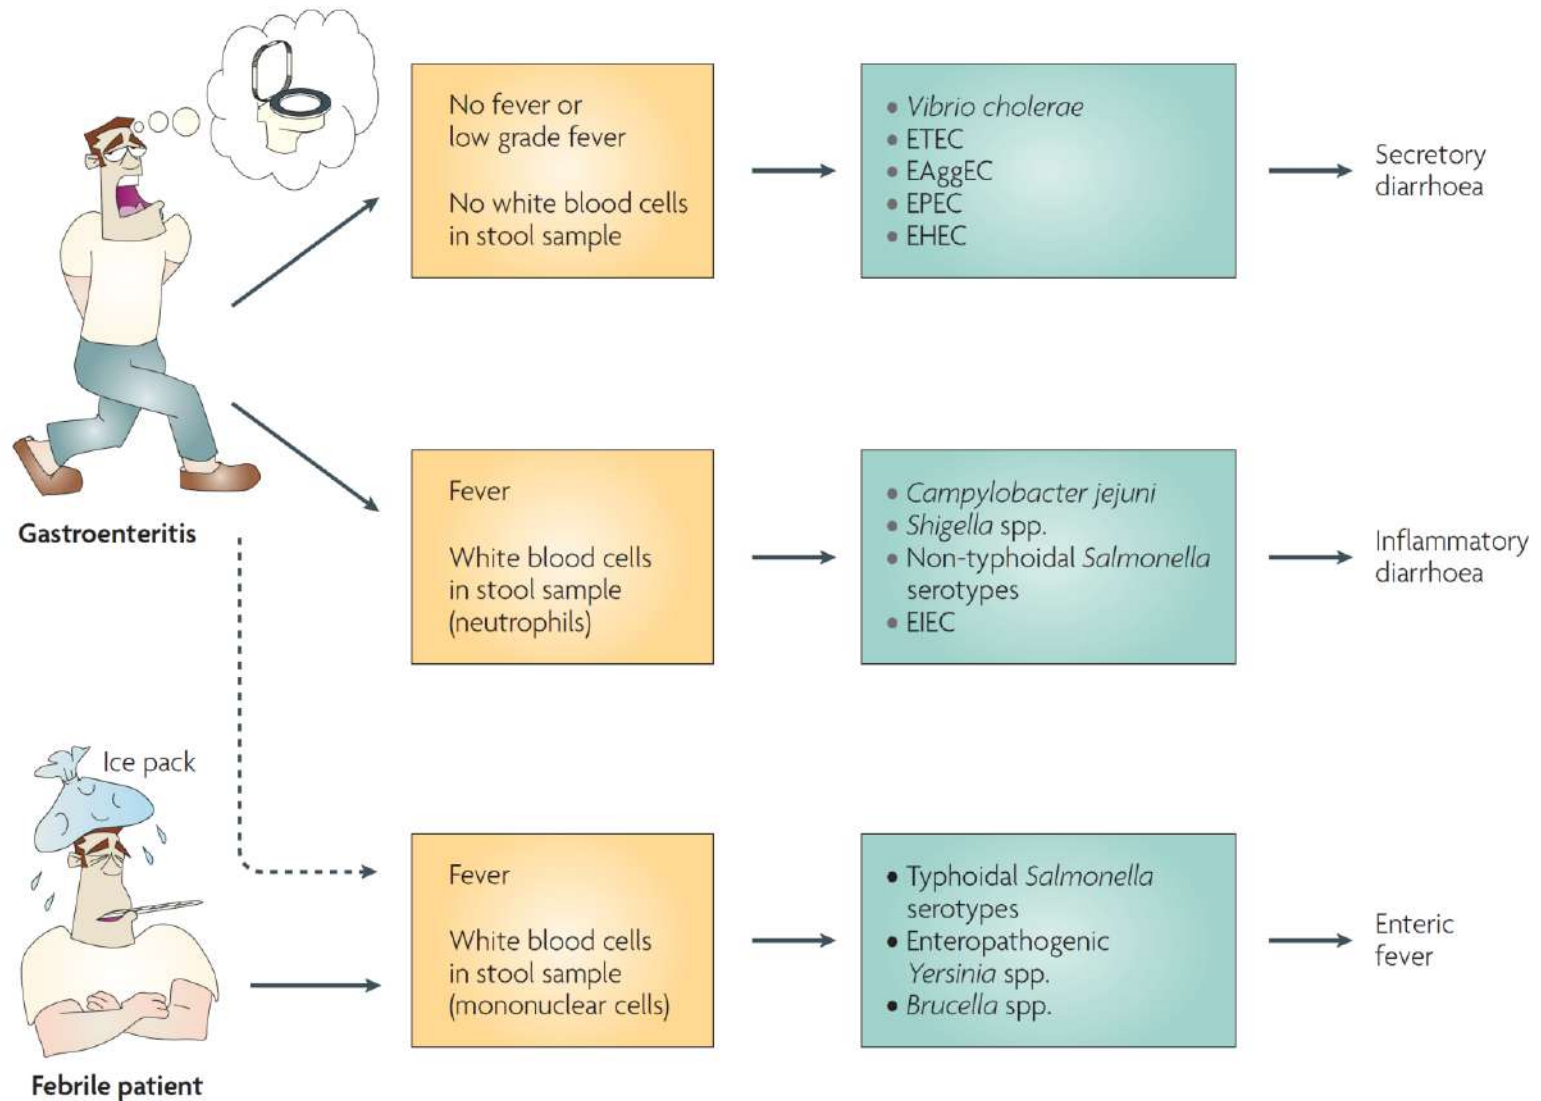 No fever or
low grade fever
No white blood cells
in stool sample
• Vibrio cholerae
• ETEC
• EAggEC
• EPEC
• EHEC
Secretory
diarrhoea
Gastroenteritis
Fever
White blood cells
in stool sample
(neutrophils)
• Campylobacter jejuni
• Shigella spp.
• Non-typhoidal Salmonella
serotypes
• EIEC
Inflammatory
diarrhoea
Ice pack
Febrile patient
Fever
White blood cells
in stool sample
(mononuclear cells)
• Typhoidal Salmonella
serotypes
• Enteropathogenic
Yersinia spp.
• Brucella spp.
Enteric
fever